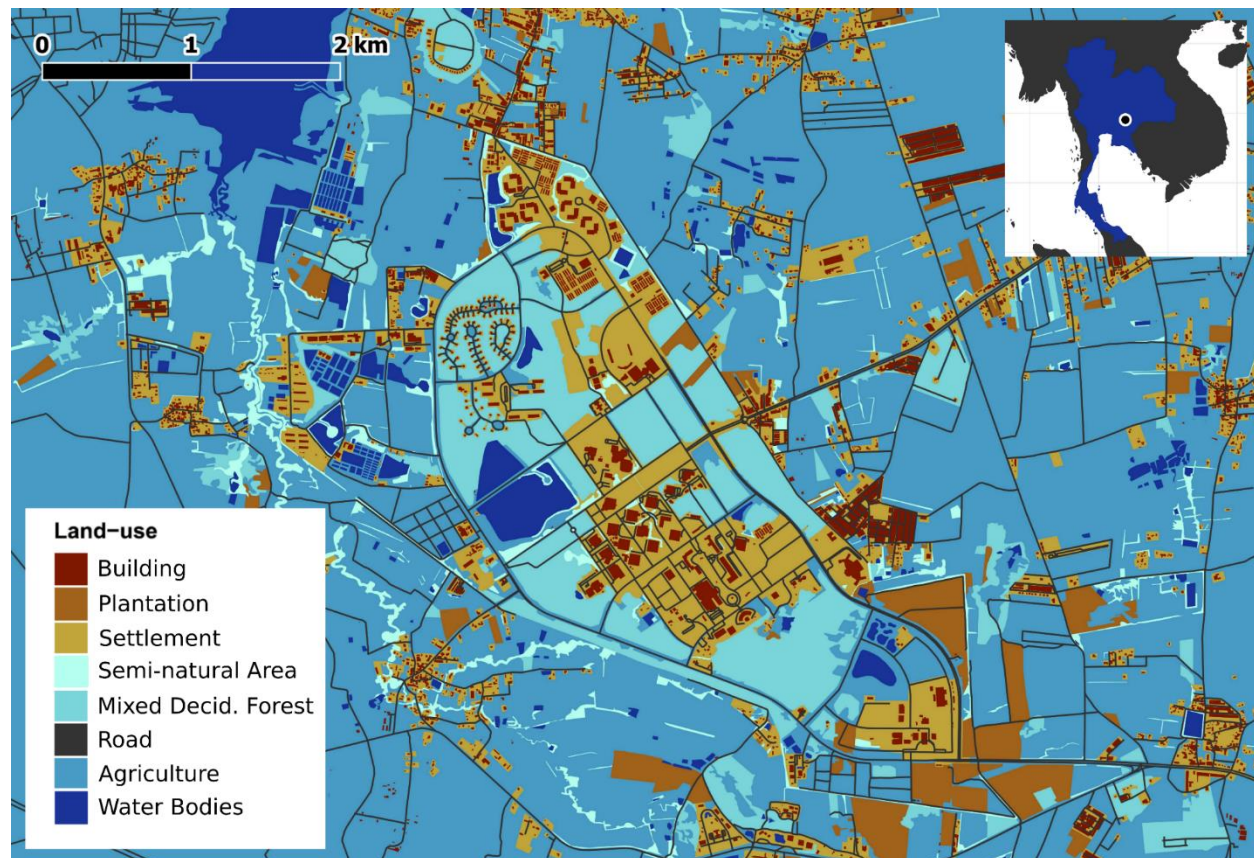 0 1 2 km
Land-use
Building
Plantation
Settlement
Semi-natural Area
Mixed Decid. Forest
Road
Agriculture
Water Bodies